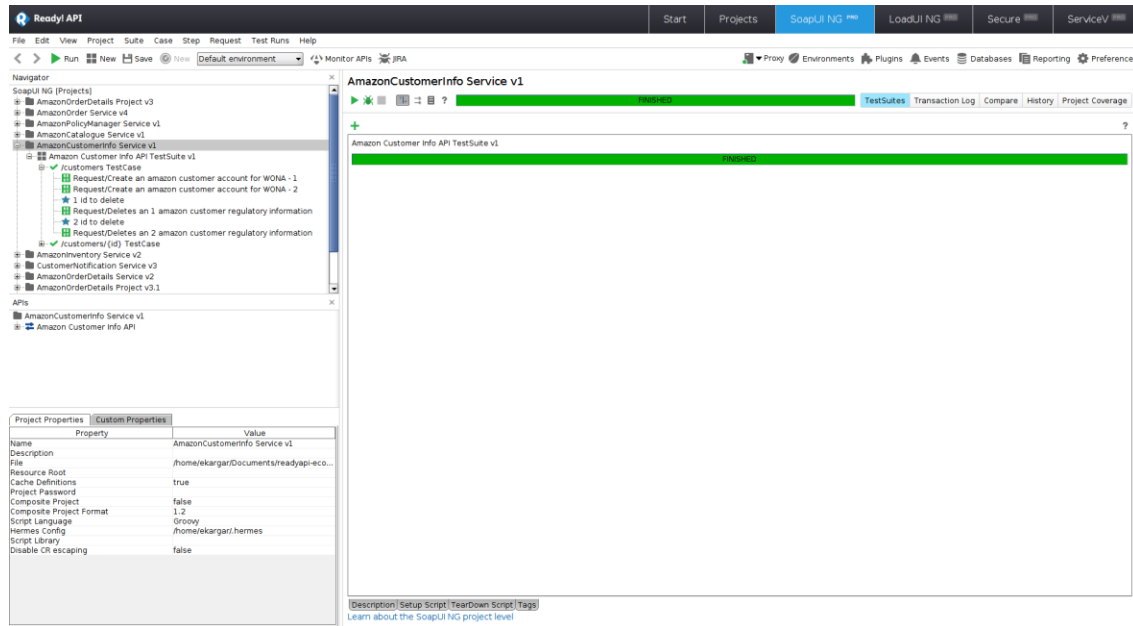 Ready! API
Start Projects SoapUI NG PRO LoadUI NG Secure ServiceV
File Edit View Project Suite Case Step Request Test Runs Help
Run New Save New Default environment Monitor APIs JIRA Proxy Environments Plugins Events Databases Reporting Preference
Navigator ×
SoapUI NG [Projects]
AmazonOrderDetails Project v3
AmazonOrder Service v4
AmazonPolicyManager Service v1
AmazonCatalogue Service v1
AmazonCustomerInfo Service v1
Amazon Customer Info API TestSuite v1
/customers TestCase
Request/Create an amazon customer account for WONA - 1
Request/Create an amazon customer account for WONA - 2
1 id to delete
Request/Deletes an 1 amazon customer regulatory information
2 id to delete
Request/Deletes an 2 amazon customer regulatory information
/customers/{id} TestCase
AmazonInventory Service v2
CustomerNotification Service v3
AmazonOrderDetails Service v2
AmazonOrderDetails Project v3.1
APIs ×
AmazonCustomerInfo Service v1
Amazon Customer Info API
Project Properties Custom Properties
Property Value
Name AmazonCustomerInfo Service v1
Description
File /home/ekargar/Documents/readyapi-eco...
Resource Root
Cache Definitions true
Project Password
Composite Project false
Composite Project Format 1.2
Script Language Groovy
Hermes Config /home/ekargar/.hermes
Script Library
Disable CR escaping false
AmazonCustomerInfo Service v1
? FINISHED TestSuites Transaction Log Compare History Project Coverage
+ ?
Amazon Customer Info API TestSuite v1
FINISHED
Description Setup Script TearDown Script Tags
Learn about the SoapUI NG project level